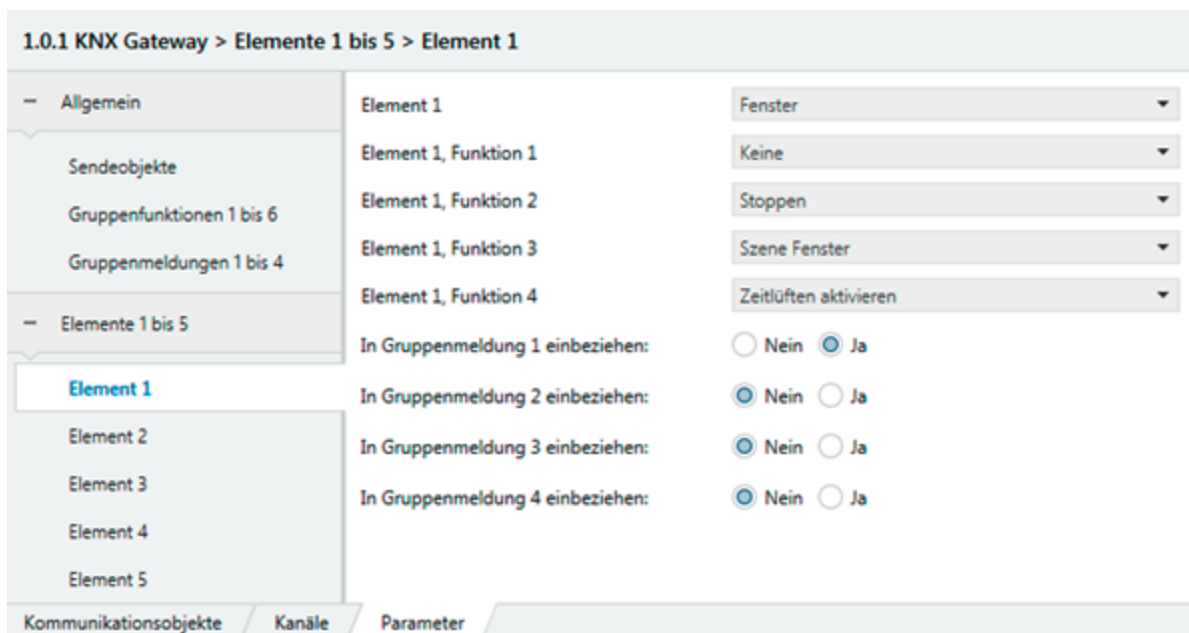 1.0.1 KNX Gateway > Elemente 1 bis 5 > Element 1
– Allgemein
Sendeobjekte
Gruppenfunktionen 1 bis 6
Gruppenmeldungen 1 bis 4
– Elemente 1 bis 5
Element 1
Element 2
Element 3
Element 4
Element 5
Element 1 Fenster
Element 1, Funktion 1 Keine
Element 1, Funktion 2 Stoppen
Element 1, Funktion 3 Szene Fenster
Element 1, Funktion 4 Zeitlüften aktivieren
In Gruppenmeldung 1 einbeziehen: Nein Ja
In Gruppenmeldung 2 einbeziehen: Nein Ja
In Gruppenmeldung 3 einbeziehen: Nein Ja
In Gruppenmeldung 4 einbeziehen: Nein Ja
Kommunikationsobjekte Kanäle Parameter